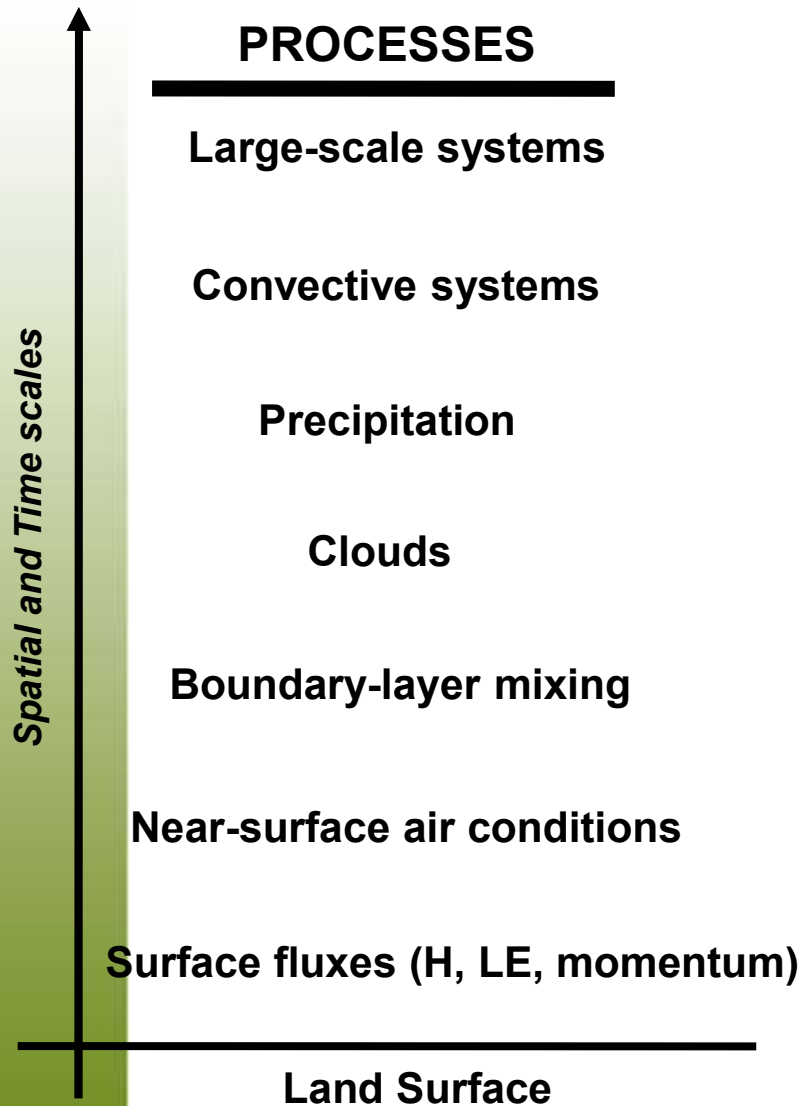 PROCESSES
Large-scale systems
Convective systems
Precipitation
Clouds
Boundary-layer mixing
Near-surface air conditions
Surface fluxes (H, LE, momentum)
Land Surface
Spatial and Time scales